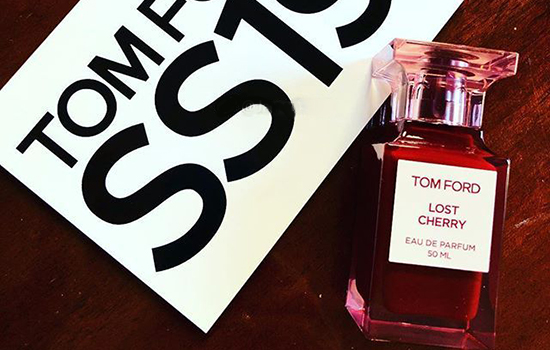 TOM FO
SS19
TOM FORD
LOST
CHERRY
EAU DE PARFUM
50 ML